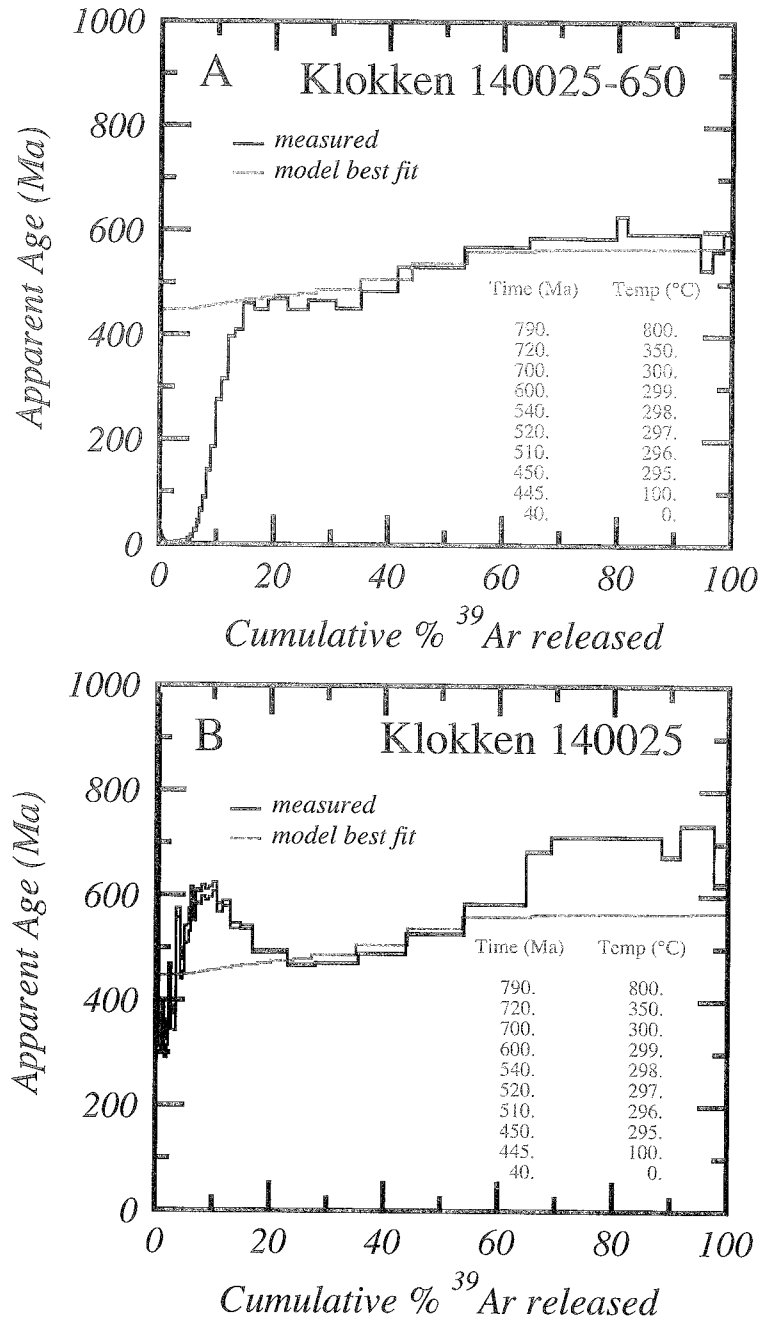 1000
A Klokken 140025-650
800
measured
model best fit
600
Time (Ma) Temp (°C)
400
790. 800.
720. 350.
700. 300.
600. 299.
540. 298.
200
520. 297.
510. 296.
450. 295.
445. 100.
40. 0.
0
0 20 40 60 80 100
Apparent Age (Ma)
Cumulative % 39Ar released
1000
B Klokken 140025
800
measured
model best fit
600
Time (Ma) Temp (°C)
400
790. 800.
720. 350.
700. 300.
600. 299.
540. 298.
200
520. 297.
510. 296.
450. 295.
445. 100.
40. 0.
0
0 20 40 60 80 100
Apparent Age (Ma)
Cumulative % 39Ar released